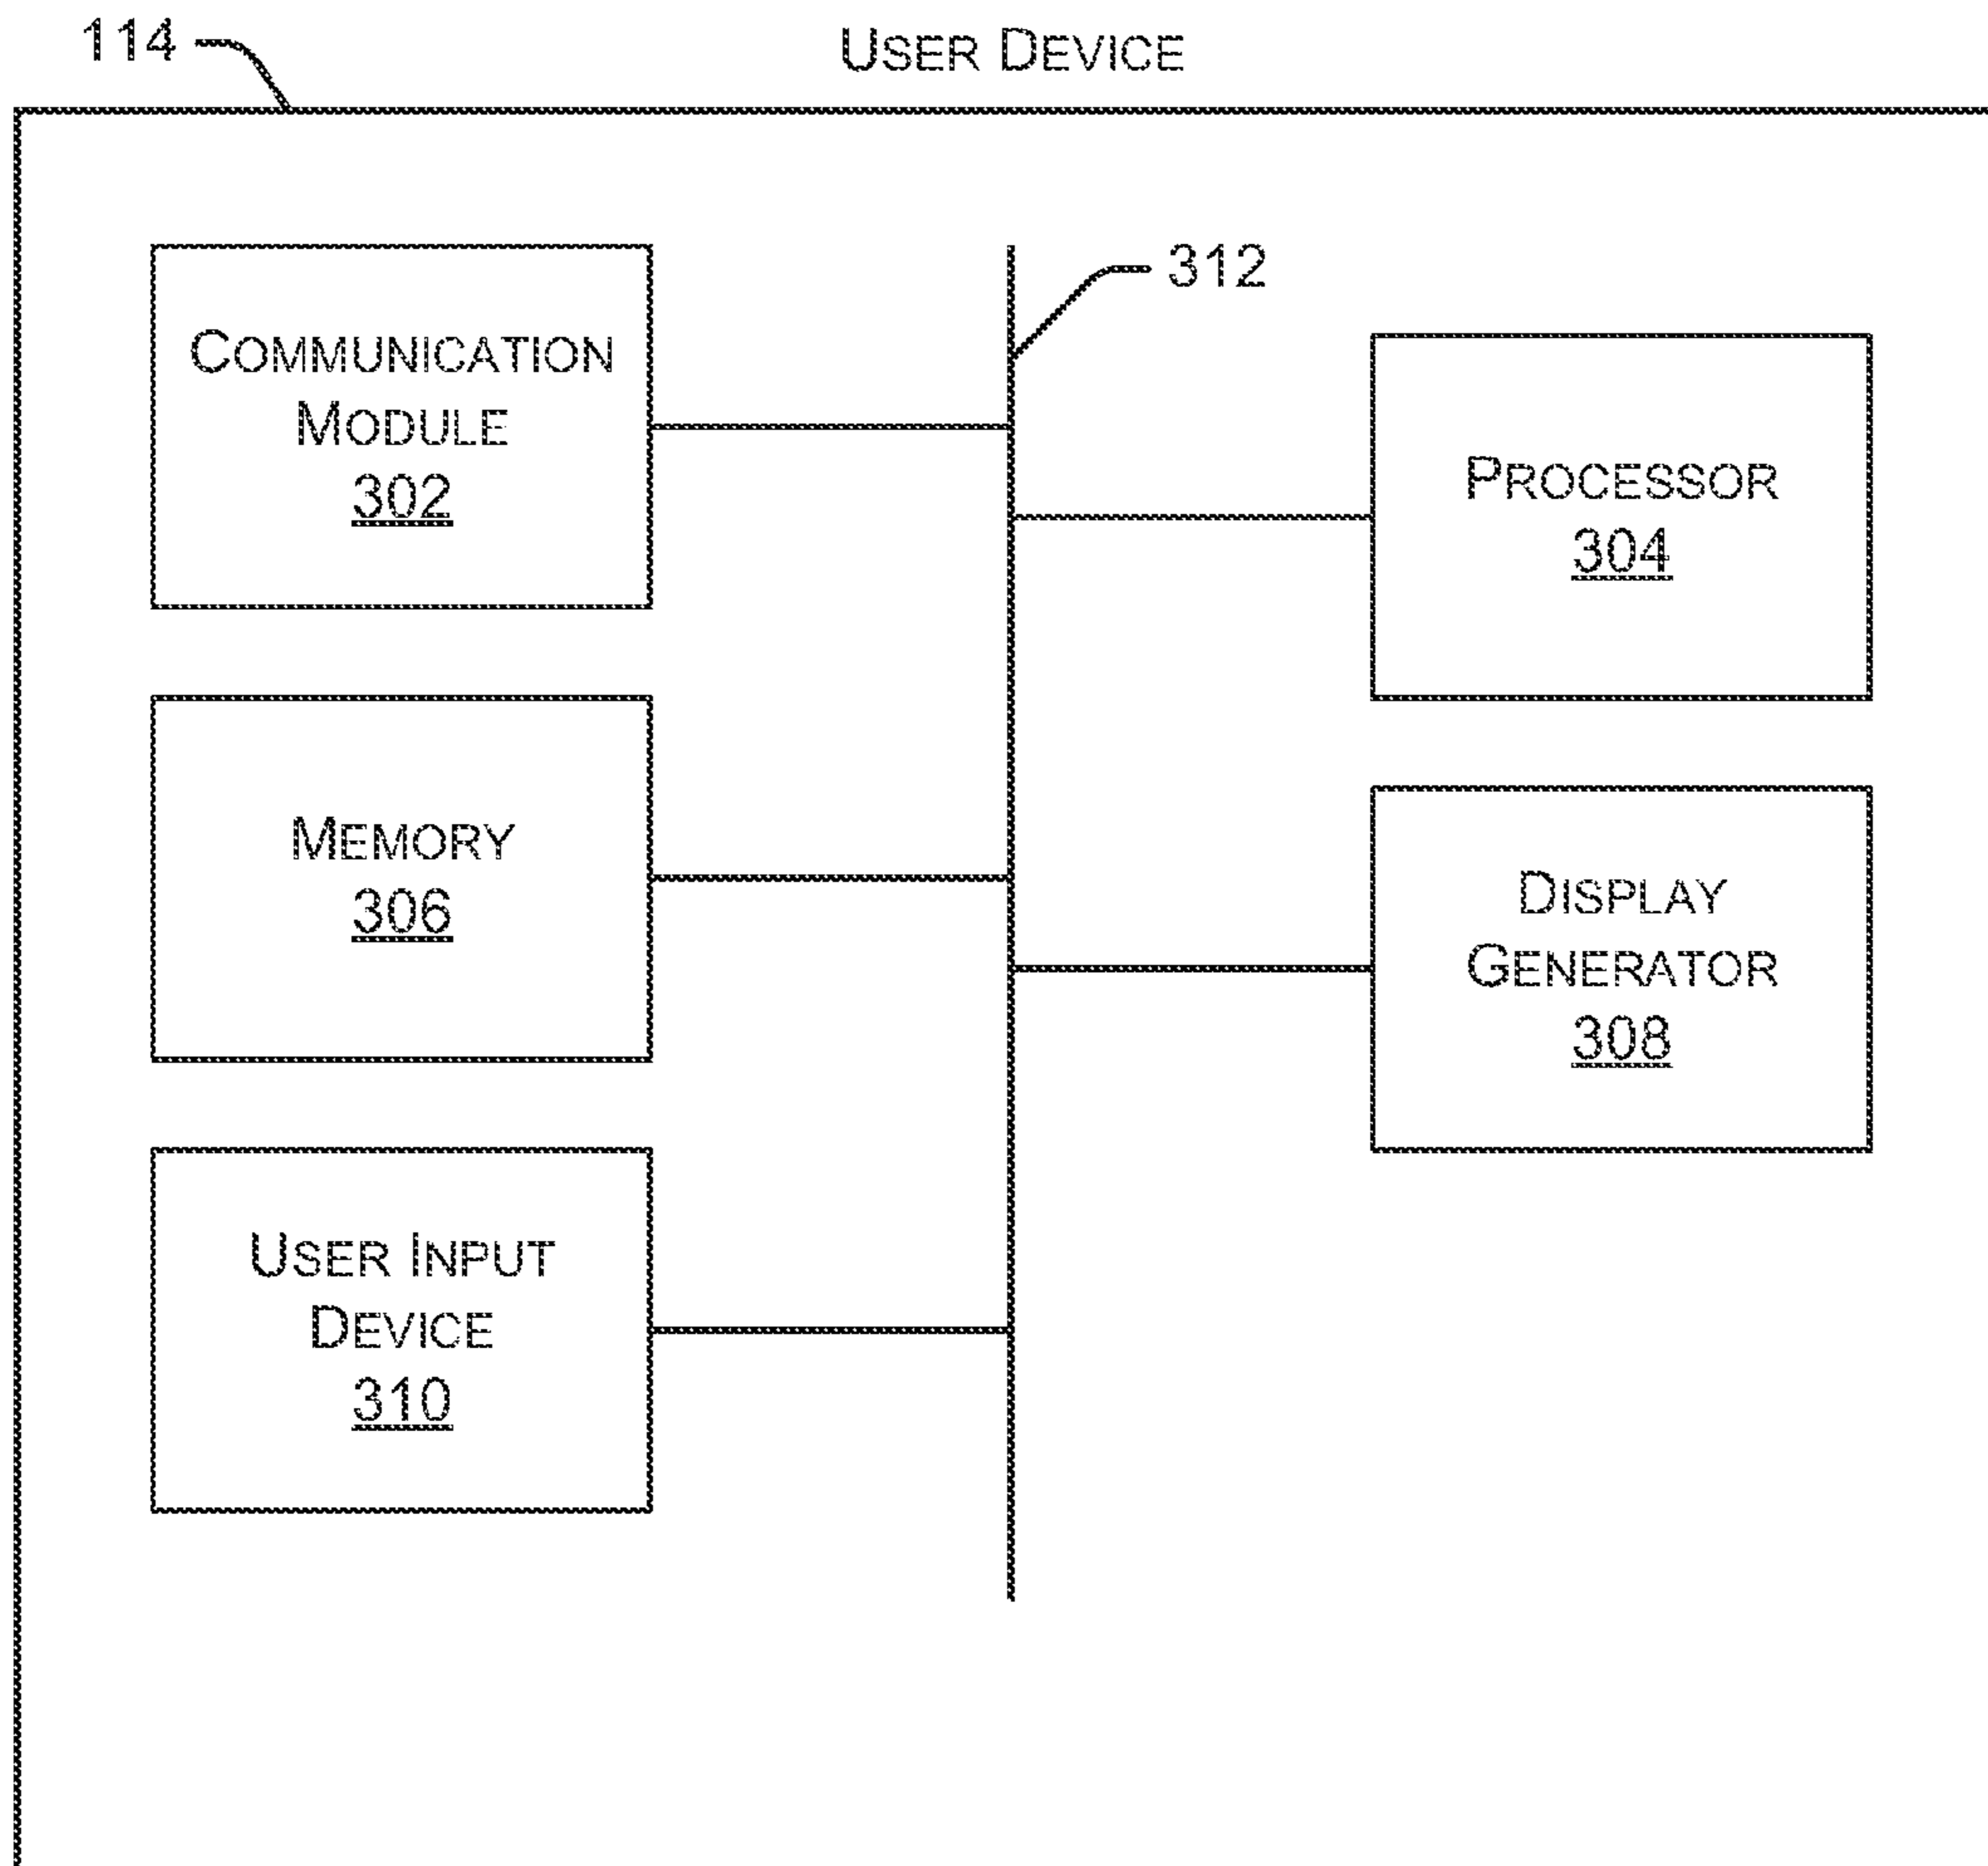 114
USER DEVICE
COMMUNICATION
MODULE
302
312
PROCESSOR
304
MEMORY
306
DISPLAY
GENERATOR
308
USER INPUT
DEVICE
310